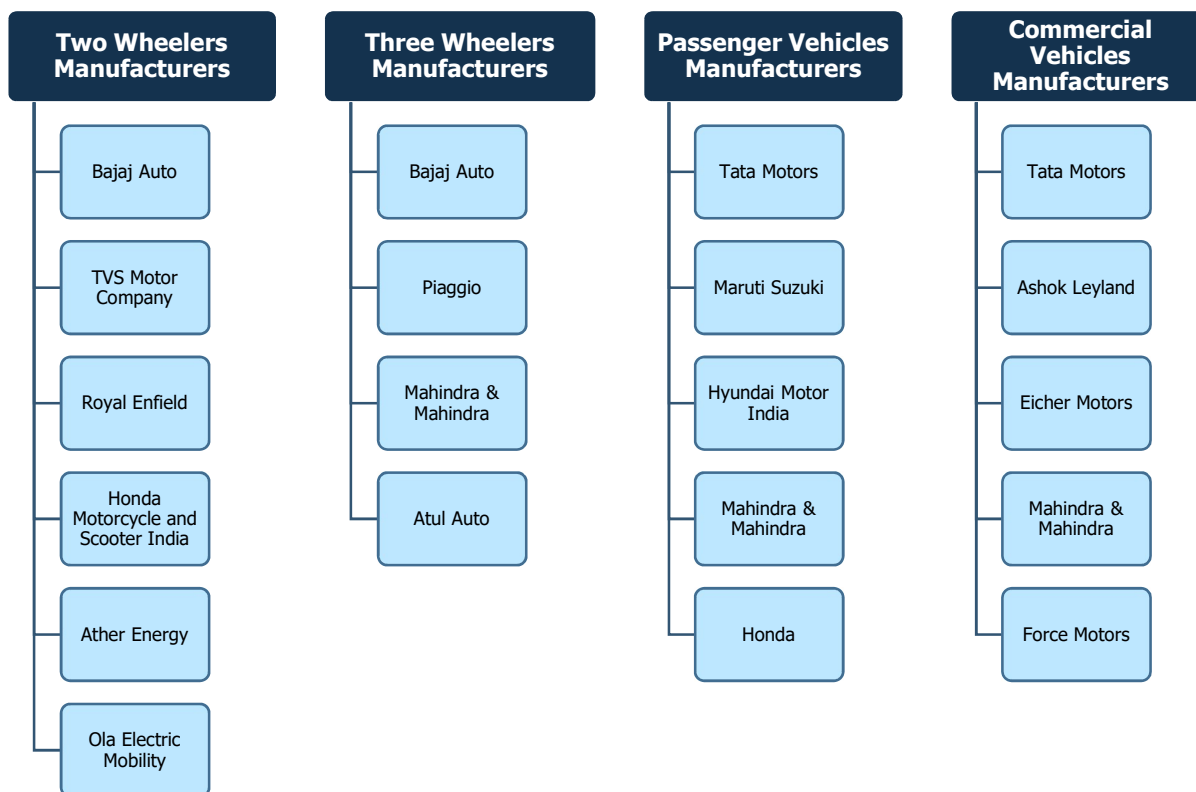 Two Wheelers
Manufacturers
Bajaj Auto
TVS Motor
Company
Royal Enfield
Honda
Motorcycle and
Scooter India
Ather Energy
Ola Electric
Mobility
Three Wheelers
Manufacturers
Bajaj Auto
Piaggio
Mahindra &
Mahindra
Atul Auto
Passenger Vehicles
Manufacturers
Tata Motors
Maruti Suzuki
Hyundai Motor
India
Mahindra &
Mahindra
Honda
Commercial
Vehicles
Manufacturers
Tata Motors
Ashok Leyland
Eicher Motors
Mahindra &
Mahindra
Force Motors